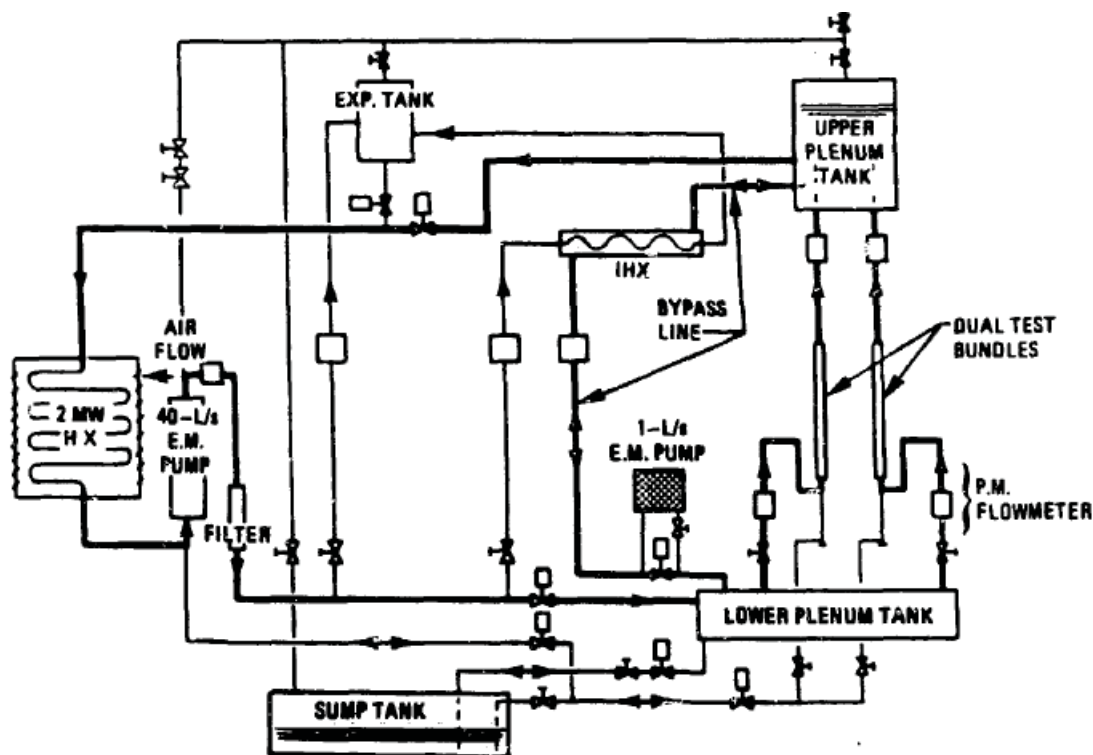 EXP. TANK
UPPER
PLENUM
TANK
IHX
BYPASS
LINE
DUAL TEST
BUNDLES
AIR
FLOW
2 MW
HX
40-L/s
E.M.
PUMP
1-L/s
E.M. PUMP
P.M.
FLOWMETER
FILTER
LOWER PLENUM TANK
SUMP TANK